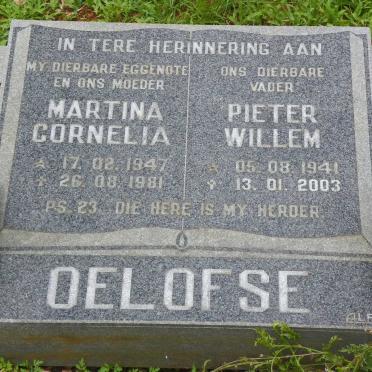 IN TERE HERINNERING AAN
MY DIERBARE EGGENOTE
EN ONS MOEDER
MARTINA
CORNELIA
17.02.1947
26.08.1981
ONS DIERBARE
VADER
PIETER
WILLEM
05.08.1941
13.01.2003
PS. 23. DIE HERE IS MY HERDER.
OELOFSE